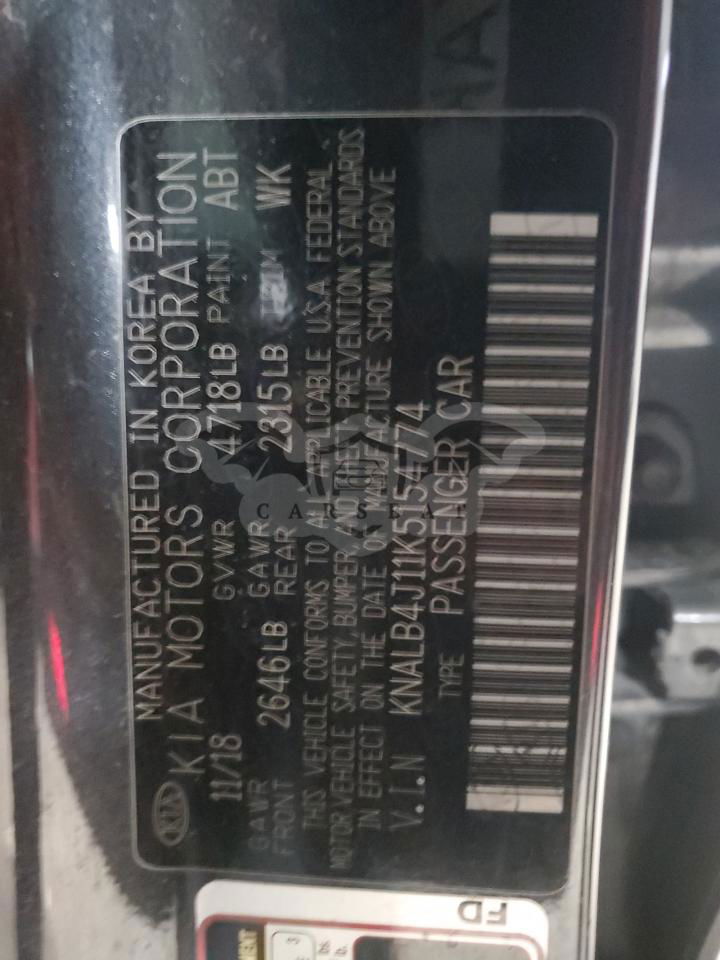 KIA
MANUFACTURED IN KOREA BY
KIA MOTORS CORPORATION
11/18 GVWR 4718LB PAINT ABT
GAWR FRONT 2646LB GAWR REAR 2315LB TRIM WK
THIS VEHICLE CONFORMS TO ALL APPLICABLE U.S.A FEDERAL
MOTOR VEHICLE SAFETY, BUMPER, AND THEFT PREVENTION STANDARDS
IN EFFECT ON THE DATE OF MANUFACTURE SHOWN ABOVE
V.I.N KNALB4J11K5154774
TYPE PASSENGER CAR
CARSEAT
FD